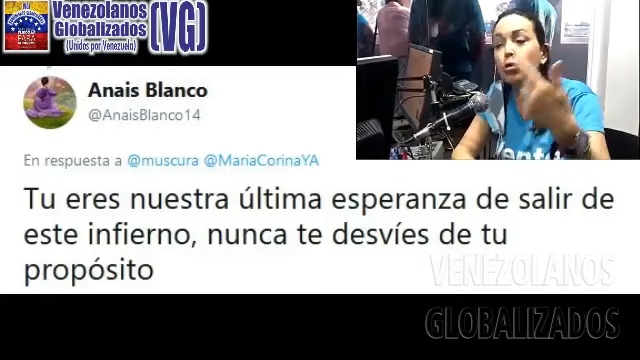 Venezolanos
Globalizados
(Unidos por Venezuela)
(VG)
Anais Blanco
@AnaisBlanco14
En respuesta a @muscura @MariaCorinaYA
Tu eres nuestra última esperanza de salir de
este infierno, nunca te desvíes de tu
propósito
VENEZOLANOS
GLOBALIZADOS